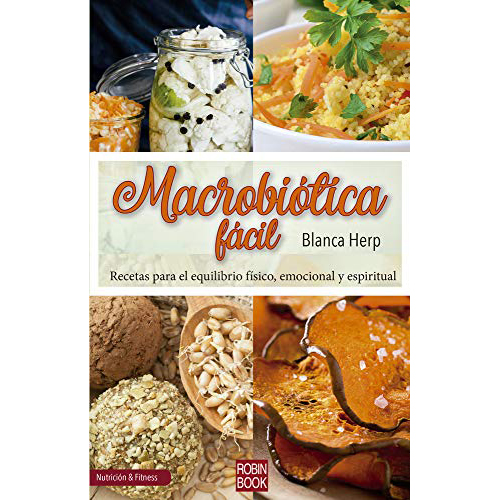 Macrobiótica
fácil
Blanca Herp
Recetas para el equilibrio físico, emocional y espiritual
Nutrición & Fitness
ROBIN
BOOK